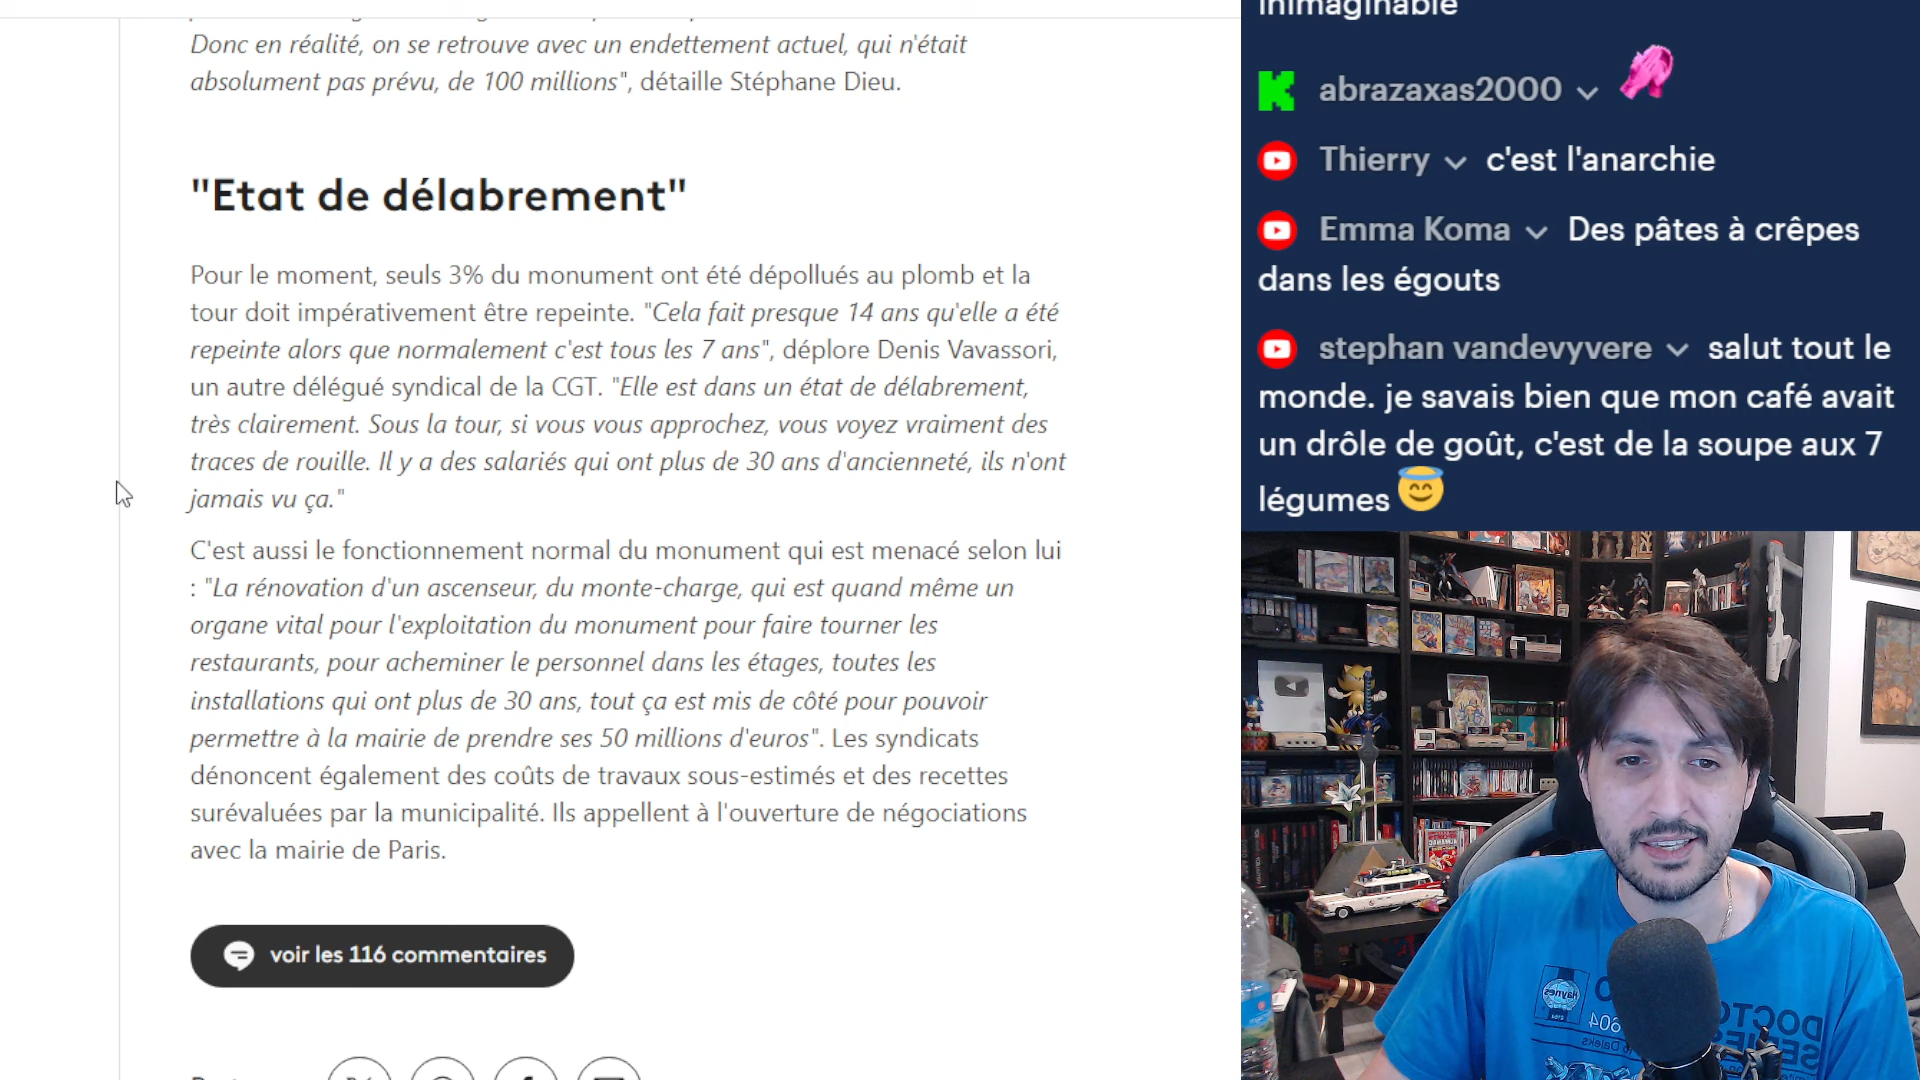 Donc en réalité, on se retrouve avec un endettement actuel, qui n'était
absolument pas prévu, de 100 millions", détaille Stéphane Dieu.
"Etat de délabrement"
Pour le moment, seuls 3% du monument ont été dépollués au plomb et la
tour doit impérativement être repeinte. "Cela fait presque 14 ans qu'elle a été
repeinte alors que normalement c'est tous les 7 ans", déplore Denis Vavassori,
un autre délégué syndical de la CGT. "Elle est dans un état de délabrement,
très clairement. Sous la tour, si vous vous approchez, vous voyez vraiment des
traces de rouille. Il y a des salariés qui ont plus de 30 ans d'ancienneté, ils n'ont
jamais vu ça."
C'est aussi le fonctionnement normal du monument qui est menacé selon lui
: "La rénovation d'un ascenseur, du monte-charge, qui est quand même un
organe vital pour l'exploitation du monument pour faire tourner les
restaurants, pour acheminer le personnel dans les étages, toutes les
installations qui ont plus de 30 ans, tout ça est mis de côté pour pouvoir
permettre à la mairie de prendre ses 50 millions d'euros". Les syndicats
dénoncent également des coûts de travaux sous-estimés et des recettes
surévaluées par la municipalité. Ils appellent à l'ouverture de négociations
avec la mairie de Paris.
voir les 116 commentaires
inimaginable
abrazaxas2000
Thierry c'est l'anarchie
Emma Koma Des pâtes à crêpes
dans les égouts
stephan vandevyvere salut tout le
monde. je savais bien que mon café avait
un drôle de goût, c'est de la soupe aux 7
légumes
Haynes
DOCTO